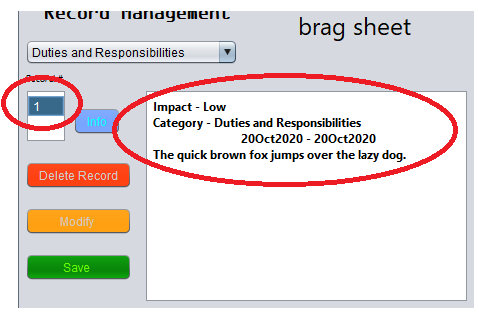 Record Management
brag sheet
Duties and Responsibilities
Record #
1
Info
Delete Record
Modify
Save
Impact - Low
Category - Duties and Responsibilities
20Oct2020 - 20Oct2020
The quick brown fox jumps over the lazy dog.